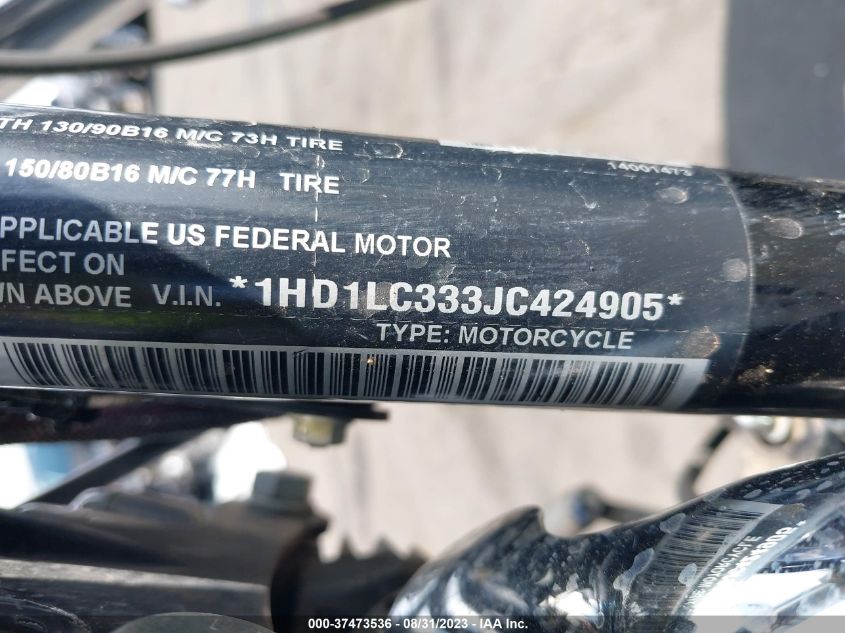 TH 130/90B16 M/C 73H TIRE
14001473
150/80B16 M/C 77H TIRE
PPLICABLE US FEDERAL MOTOR
FECT ON
WN ABOVE V.I.N. *1HD1LC333JC424905*
TYPE: MOTORCYCLE
000-37473536 - 08/31/2023 - IAA Inc.